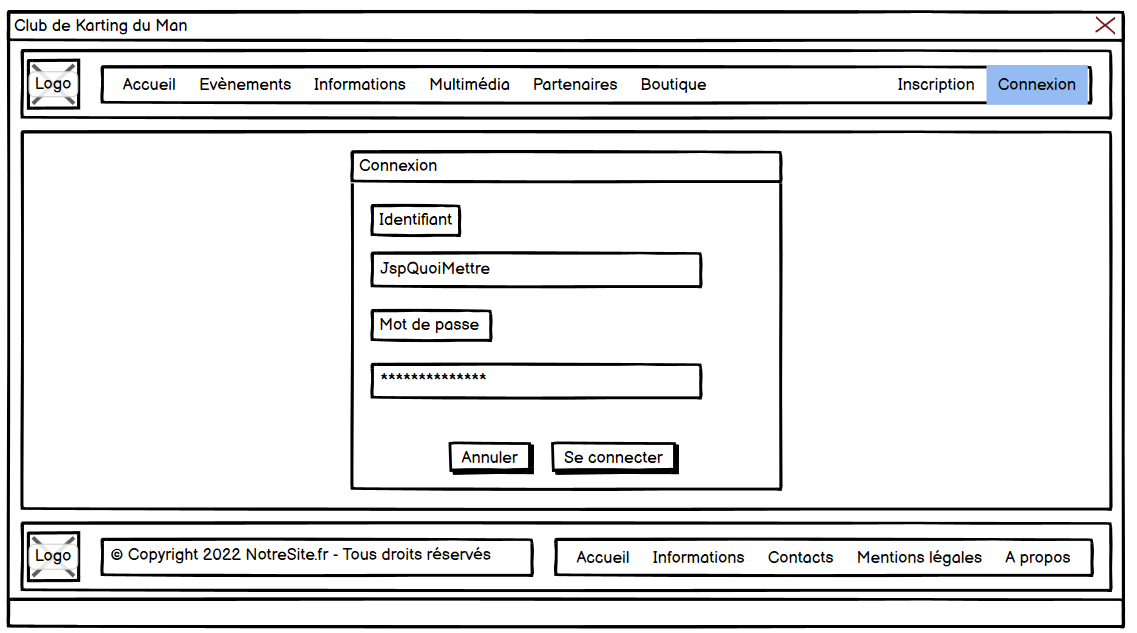 Club de Karting du Man
Logo
Accueil Evènements Informations Multimédia Partenaires Boutique Inscription Connexion
Connexion
Identifiant
JspQuoiMettre
Mot de passe
**************
Annuler Se connecter
Logo
© Copyright 2022 NotreSite.fr - Tous droits réservés
Accueil Informations Contacts Mentions légales A propos